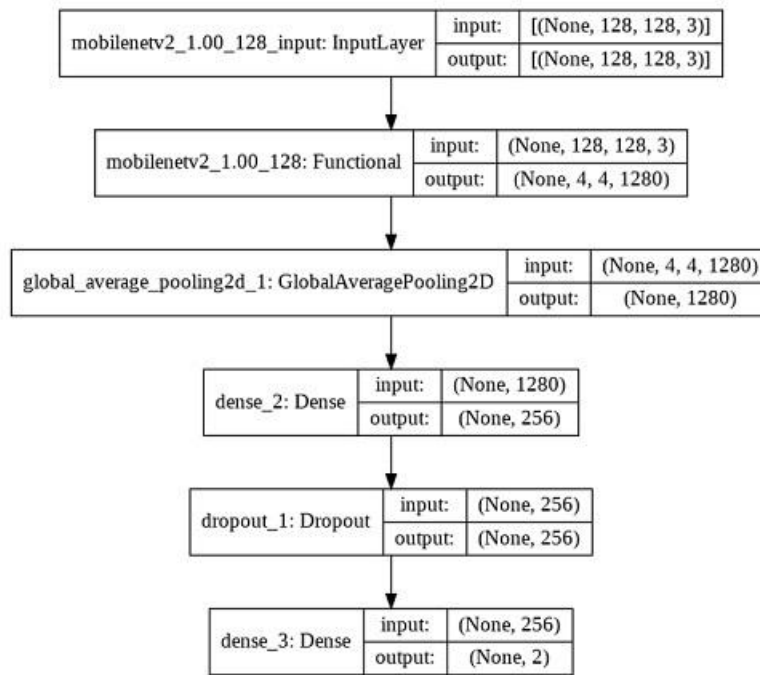 mobilenetv2_1.00_128_input: InputLayer
input: [(None, 128, 128, 3)]
output: [(None, 128, 128, 3)]
mobilenetv2_1.00_128: Functional
input: (None, 128, 128, 3)
output: (None, 4, 4, 1280)
global_average_pooling2d_1: GlobalAveragePooling2D
input: (None, 4, 4, 1280)
output: (None, 1280)
dense_2: Dense
input: (None, 1280)
output: (None, 256)
dropout_1: Dropout
input: (None, 256)
output: (None, 256)
dense_3: Dense
input: (None, 256)
output: (None, 2)